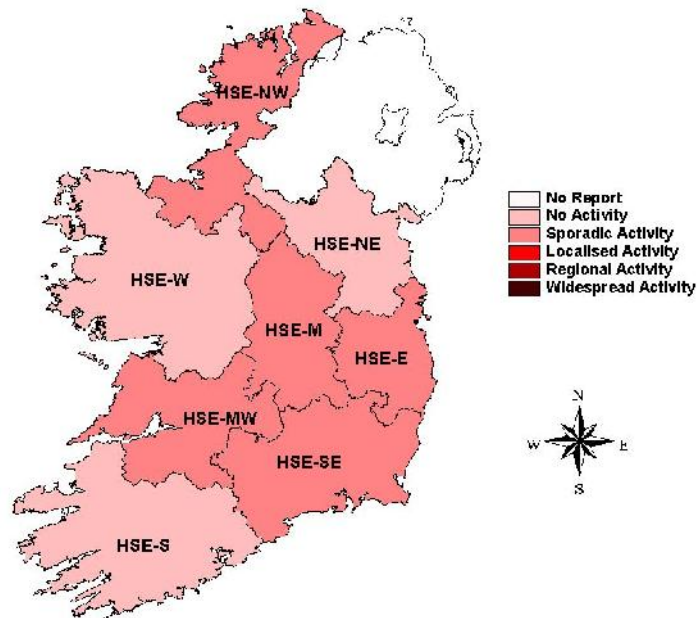 HSE-NW
No Report
No Activity
Sporadic Activity
Localised Activity
Regional Activity
Widespread Activity
HSE-NE
HSE-W
HSE-M
HSE-E
HSE-MW
HSE-SE
HSE-S
N
W E
S